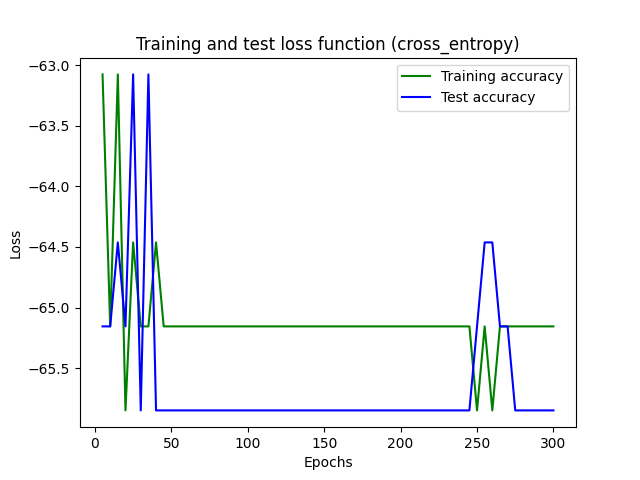 Training and test loss function (cross_entropy)
Training accuracy
Test accuracy
Loss
−63.0
−63.5
−64.0
−64.5
−65.0
−65.5
0 50 100 150 200 250 300
Epochs